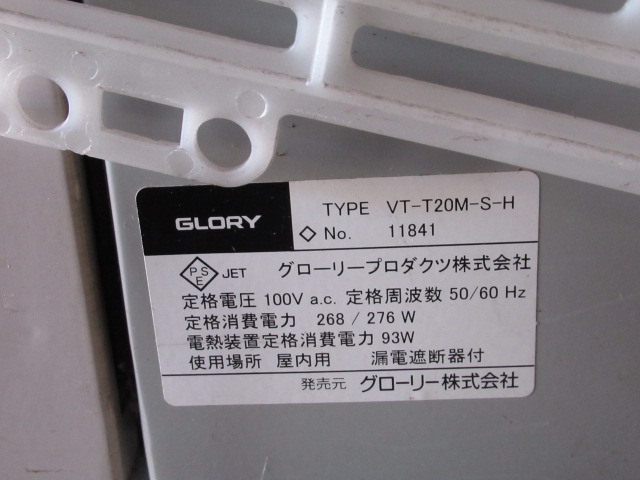 GLORY
TYPE VT-T20M-S-H
◇ No. 11841
PSE JET グローリープロダクツ株式会社
定格電圧 100V a.c. 定格周波数 50/60 Hz
定格消費電力 268 / 276 W
電熱装置定格消費電力 93W
使用場所 屋内用 漏電遮断器付
発売元 グローリー株式会社